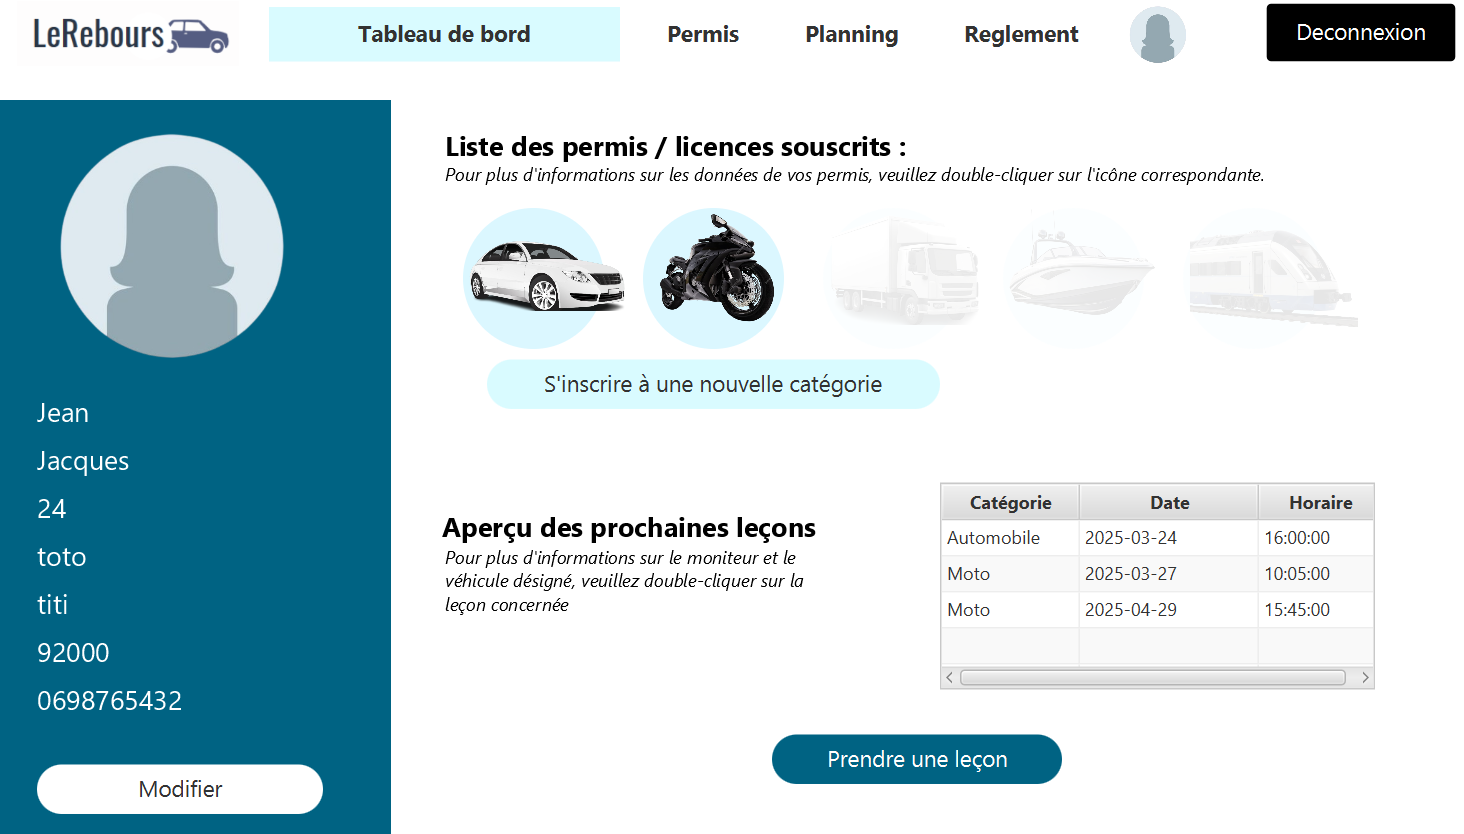 LeRebours
Tableau de bord
Permis
Planning
Reglement
Deconnexion
Jean
Jacques
24
toto
titi
92000
0698765432
Modifier
Liste des permis / licences souscrits :
Pour plus d'informations sur les données de vos permis, veuillez double-cliquer sur l'icône correspondante.
S'inscrire à une nouvelle catégorie
Aperçu des prochaines leçons
Pour plus d'informations sur le moniteur et le
véhicule désigné, veuillez double-cliquer sur la
leçon concernée
Catégorie Date Horaire
Automobile 2025-03-24 16:00:00
Moto 2025-03-27 10:05:00
Moto 2025-04-29 15:45:00
Prendre une leçon